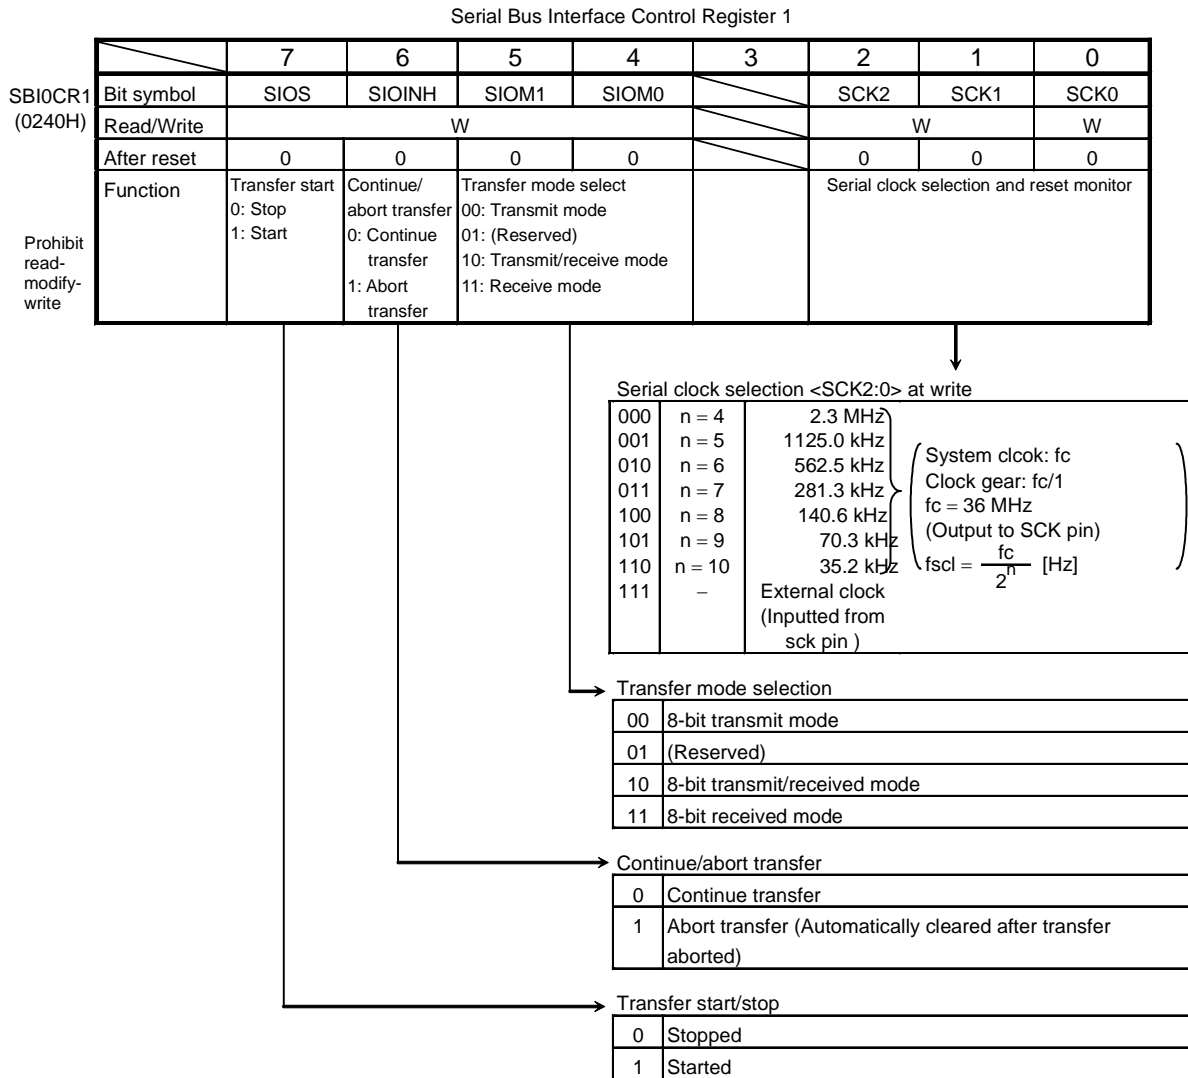 Serial Bus Interface Control Register 1
7 6 5 4 3 2 1 0
SBI0CR1
(0240H)
Bit symbol SIOS SIOINH SIOM1 SIOM0 SCK2 SCK1 SCK0
Read/Write W W W
After reset 0 0 0 0 0 0 0
Prohibit
read-
modify-
write
Function
Transfer start
0: Stop
1: Start
Continue/
abort transfer
0: Continue
transfer
1: Abort
transfer
Transfer mode select
00: Transmit mode
01: (Reserved)
10: Transmit/receive mode
11: Receive mode
Serial clock selection and reset monitor
Serial clock selection <SCK2:0> at write
000 n = 4 2.3 MHz
001 n = 5 1125.0 kHz
010 n = 6 562.5 kHz
011 n = 7 281.3 kHz
100 n = 8 140.6 kHz
101 n = 9 70.3 kHz
110 n = 10 35.2 kHz
111 – External clock
(Inputted from
sck pin )
System clcok: fc
Clock gear: fc/1
fc = 36 MHz
(Output to SCK pin)
fscl = fc / 2^n [Hz]
Transfer mode selection
00 8-bit transmit mode
01 (Reserved)
10 8-bit transmit/received mode
11 8-bit received mode
Continue/abort transfer
0 Continue transfer
1 Abort transfer (Automatically cleared after transfer
aborted)
Transfer start/stop
0 Stopped
1 Started